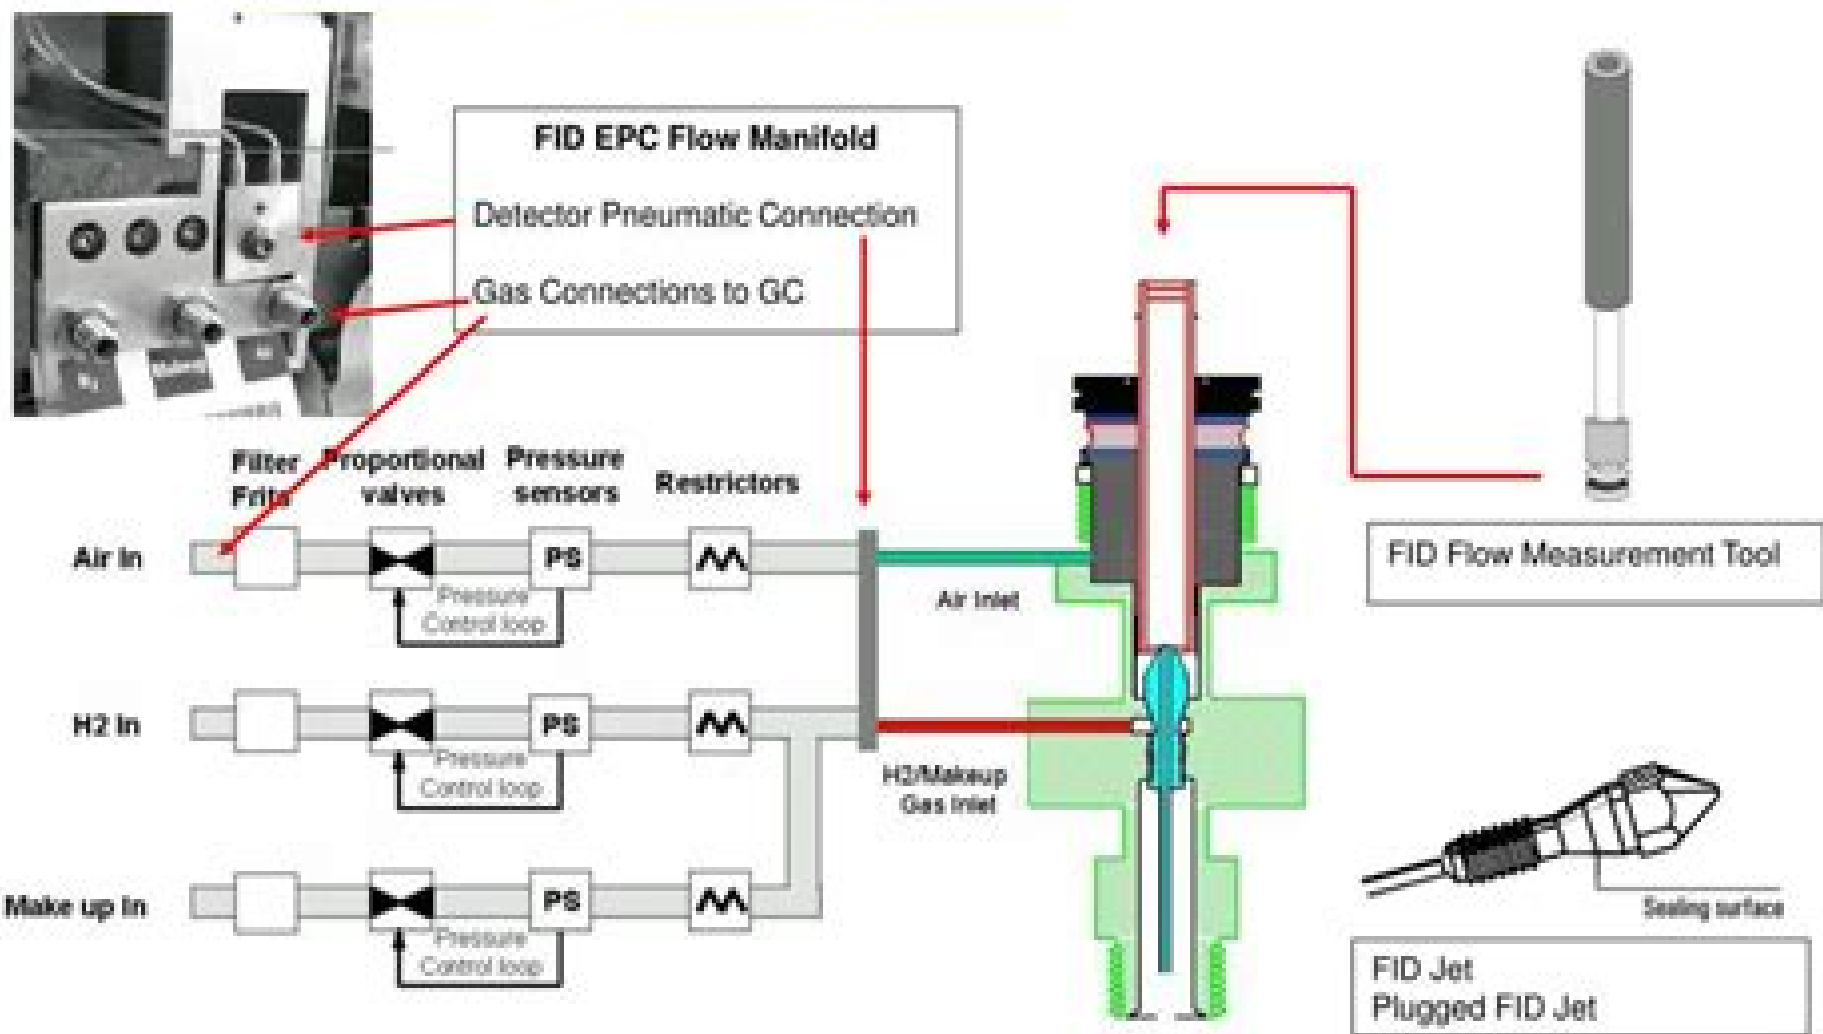 FID EPC Flow Manifold
Detector Pneumatic Connection
Gas Connections to GC
Filter
Frits
Proportional
valves
Pressure
sensors
Restrictors
Air In
PS
Pressure
Control loop
Air Inlet
H2 In
PS
Pressure
Control loop
H2/Makeup
Gas Inlet
Make up In
PS
Pressure
Control loop
FID Flow Measurement Tool
Sealing surface
FID Jet
Plugged FID Jet